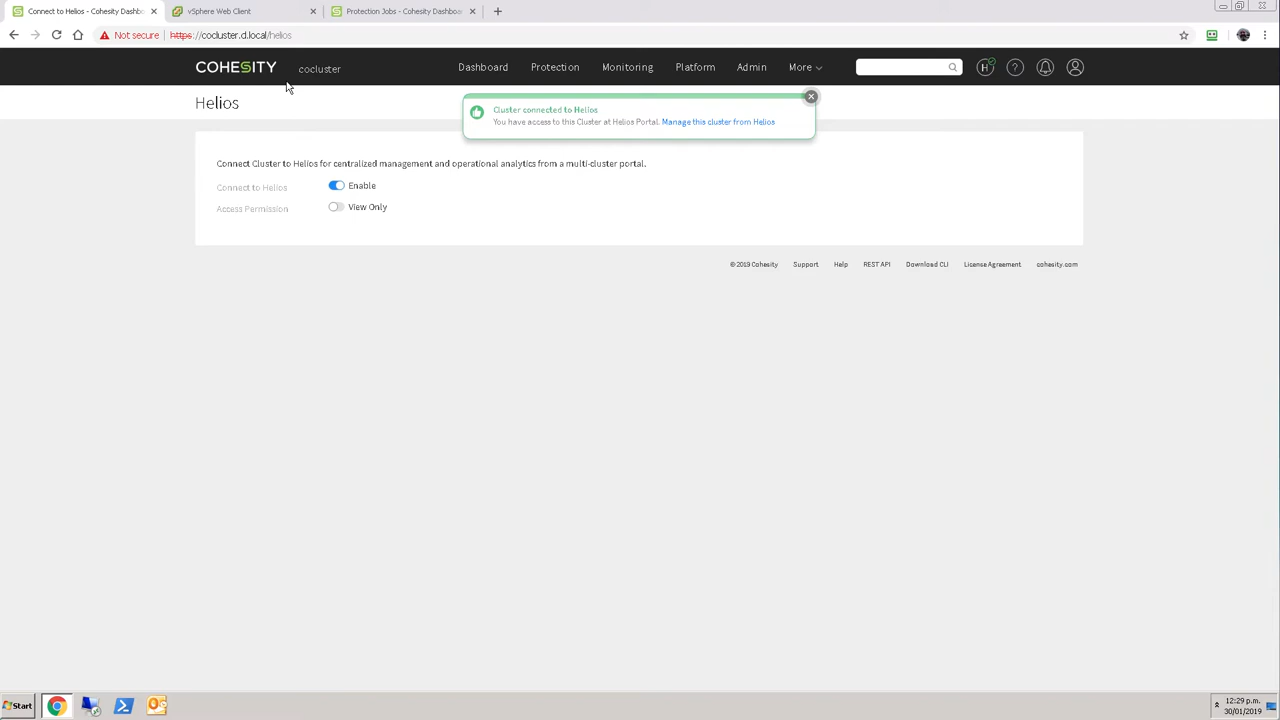 Connect to Helios - Cohesity Dashbo
vSphere Web Client
Protection Jobs - Cohesity Dashboa
Not secure https://cocluster.d.local/helios
COHESITY cocluster Dashboard Protection Monitoring Platform Admin More H ?
Helios
Cluster connected to Helios
You have access to this Cluster at Helios Portal. Manage this cluster from Helios
Connect Cluster to Helios for centralized management and operational analytics from a multi-cluster portal.
Connect to Helios Enable
Access Permission View Only
© 2019 Cohesity Support Help REST API Download CLI License Agreement cohesity.com
Start
12:29 p.m.
30/01/2019